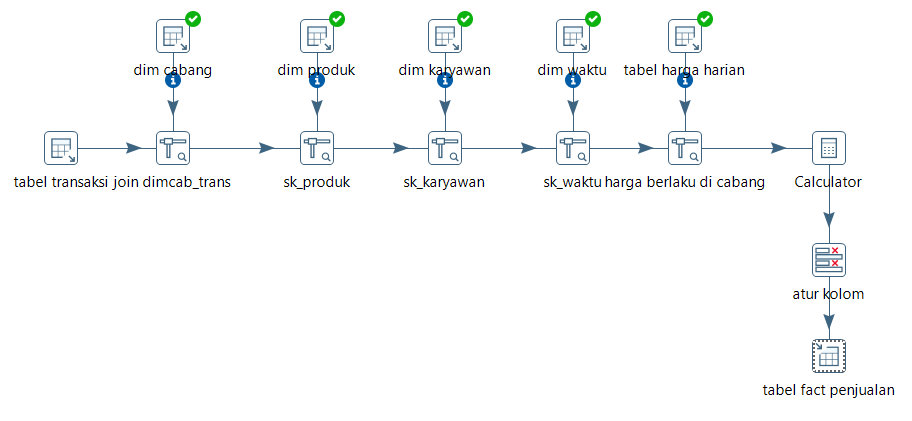 dim cabang
dim produk
dim karyawan
dim waktu
tabel harga harian
tabel transaksi
join dimcab_trans
sk_produk
sk_karyawan
sk_waktu
harga berlaku di cabang
Calculator
atur kolom
tabel fact penjualan